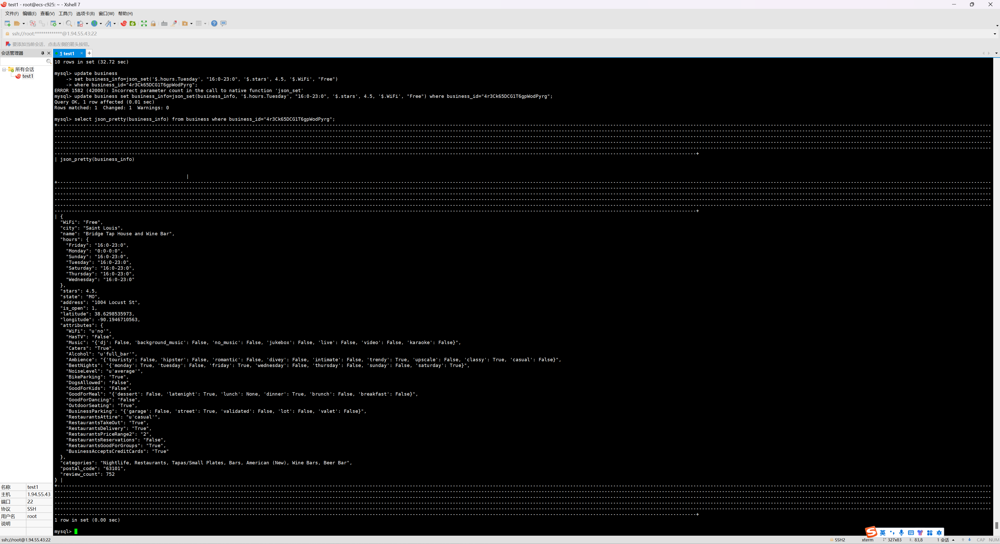 test1 - root@ecs-c925: ~ - Xshell 7
文件(F) 编辑(E) 查看(V) 工具(T) 选项卡(B) 窗口(W) 帮助(H)
ssh://root:*************@1.94.55.43:22
要添加当前会话，点击左侧的箭头按钮。
会话管理器
1 test1
所有会话
test1
10 rows in set (32.72 sec)
mysql> update business
-> set business_info=json_set('$.hours.Tuesday', "16:0-23:0", '$.stars', 4.5, '$.WiFi', "Free")
-> where business_id="4r3Ck65DCG1T6gpWodPyrg";
ERROR 1582 (42000): Incorrect parameter count in the call to native function 'json_set'
mysql> update business set business_info=json_set(business_info, '$.hours.Tuesday', "16:0-23:0", '$.stars', 4.5, '$.WiFi', "Free") where business_id="4r3Ck65DCG1T6gpWodPyrg";
Query OK, 1 row affected (0.01 sec)
Rows matched: 1  Changed: 1  Warnings: 0
mysql> select json_pretty(business_info) from business where business_id="4r3Ck65DCG1T6gpWodPyrg";
| json_pretty(business_info)
|
| {
"WiFi": "Free",
"city": "Saint Louis",
"name": "Bridge Tap House and Wine Bar",
"hours": {
"Friday": "16:0-23:0",
"Monday": "0:0-0:0",
"Sunday": "16:0-23:0",
"Tuesday": "16:0-23:0",
"Saturday": "16:0-23:0",
"Thursday": "16:0-23:0",
"Wednesday": "16:0-23:0"
},
"stars": 4.5,
"state": "MO",
"address": "1004 Locust St",
"is_open": 1,
"latitude": 38.6298535973,
"longitude": -90.1946710563,
"attributes": {
"WiFi": "u'no'",
"HasTV": "False",
"Music": "{'dj': False, 'background_music': False, 'no_music': False, 'jukebox': False, 'live': False, 'video': False, 'karaoke': False}",
"Caters": "True",
"Alcohol": "u'full_bar'",
"Ambience": "{'touristy': False, 'hipster': False, 'romantic': False, 'divey': False, 'intimate': False, 'trendy': True, 'upscale': False, 'classy': True, 'casual': False}",
"BestNights": "{'monday': True, 'tuesday': False, 'friday': True, 'wednesday': False, 'thursday': False, 'sunday': False, 'saturday': True}",
"NoiseLevel": "u'average'",
"BikeParking": "True",
"DogsAllowed": "False",
"GoodForKids": "False",
"GoodForMeal": "{'dessert': False, 'latenight': True, 'lunch': None, 'dinner': True, 'brunch': False, 'breakfast': False}",
"GoodForDancing": "False",
"OutdoorSeating": "True",
"BusinessParking": "{'garage': False, 'street': True, 'validated': False, 'lot': False, 'valet': False}",
"RestaurantsAttire": "u'casual'",
"RestaurantsTakeOut": "True",
"RestaurantsDelivery": "True",
"RestaurantsPriceRange2": "2",
"RestaurantsReservations": "False",
"RestaurantsGoodForGroups": "True",
"BusinessAcceptsCreditCards": "True"
},
"categories": "Nightlife, Restaurants, Tapas/Small Plates, Bars, American (New), Wine Bars, Beer Bar",
"postal_code": "63101",
"review_count": 752
} |
1 row in set (0.00 sec)
mysql>
名称 test1
主机 1.94.55.43
端口 22
协议 SSH
用户名 root
说明
英
ssh://root@1.94.55.43:22
SSH2 xterm 327x83 83,8 1 会话 CAP NUM